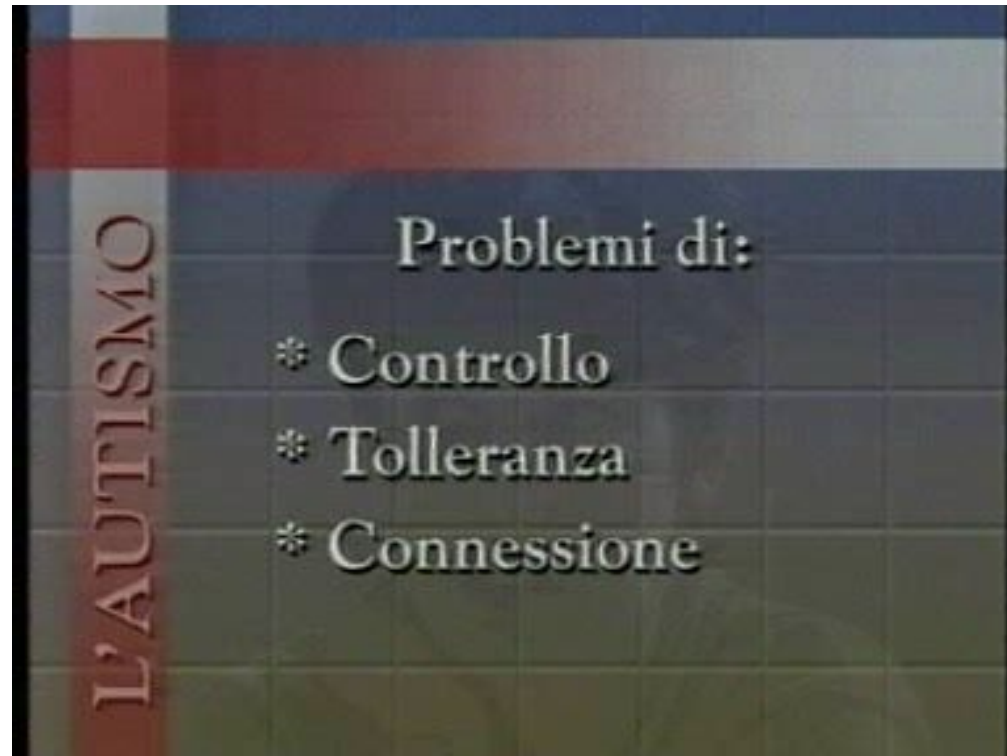 L'AUTISMO
Problemi di:
* Controllo
* Tolleranza
* Connessione